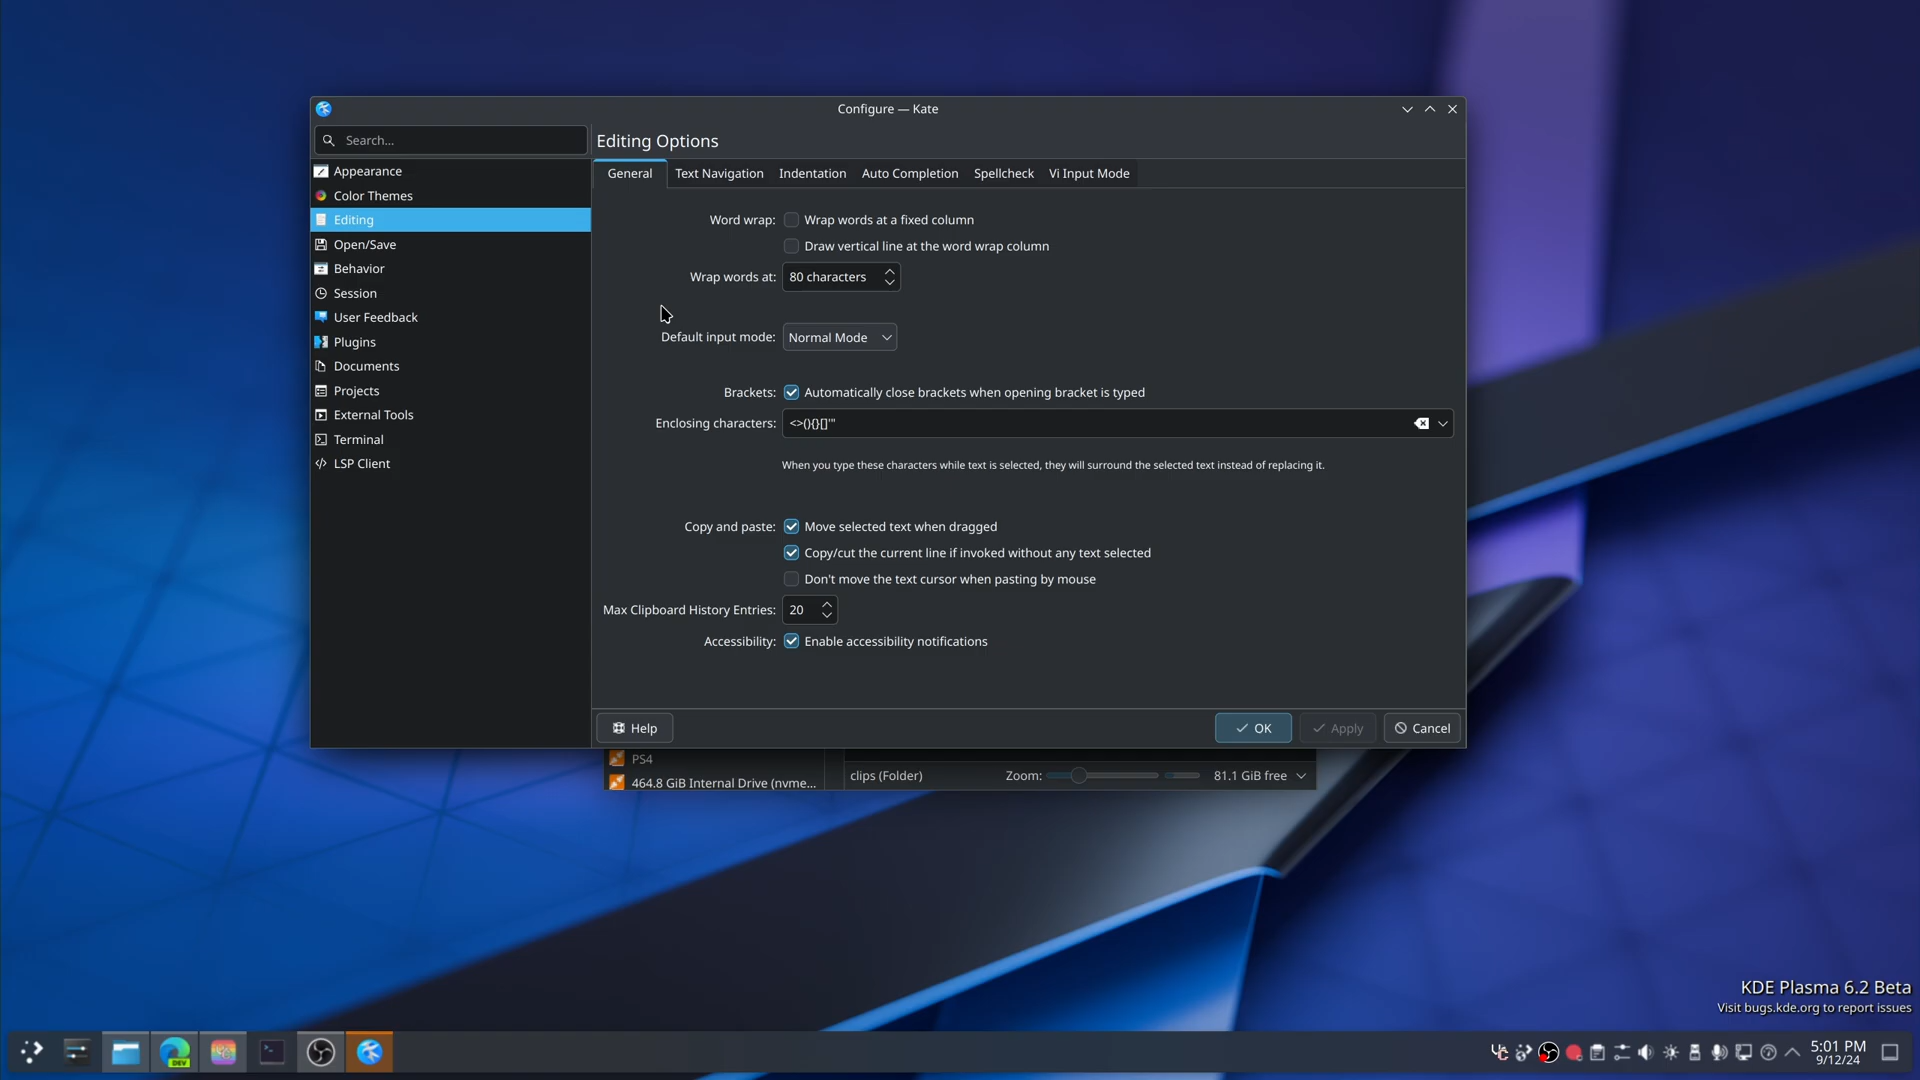 Configure — Kate
Search...
Editing Options
Appearance
Color Themes
Editing
Open/Save
Behavior
Session
User Feedback
Plugins
Documents
Projects
External Tools
Terminal
LSP Client
General Text Navigation Indentation Auto Completion Spellcheck Vi Input Mode
Word wrap: Wrap words at a fixed column
Draw vertical line at the word wrap column
Wrap words at: 80 characters
Default input mode: Normal Mode
Brackets: Automatically close brackets when opening bracket is typed
Enclosing characters: <>(){}[]'"
When you type these characters while text is selected, they will surround the selected text instead of replacing it.
Copy and paste: Move selected text when dragged
Copy/cut the current line if invoked without any text selected
Don't move the text cursor when pasting by mouse
Max Clipboard History Entries: 20
Accessibility: Enable accessibility notifications
Help OK Apply Cancel
PS4
464.8 GiB Internal Drive (nvme...
clips (Folder) Zoom: 81.1 GiB free
KDE Plasma 6.2 Beta
Visit bugs.kde.org to report issues
DEV
5:01 PM
9/12/24